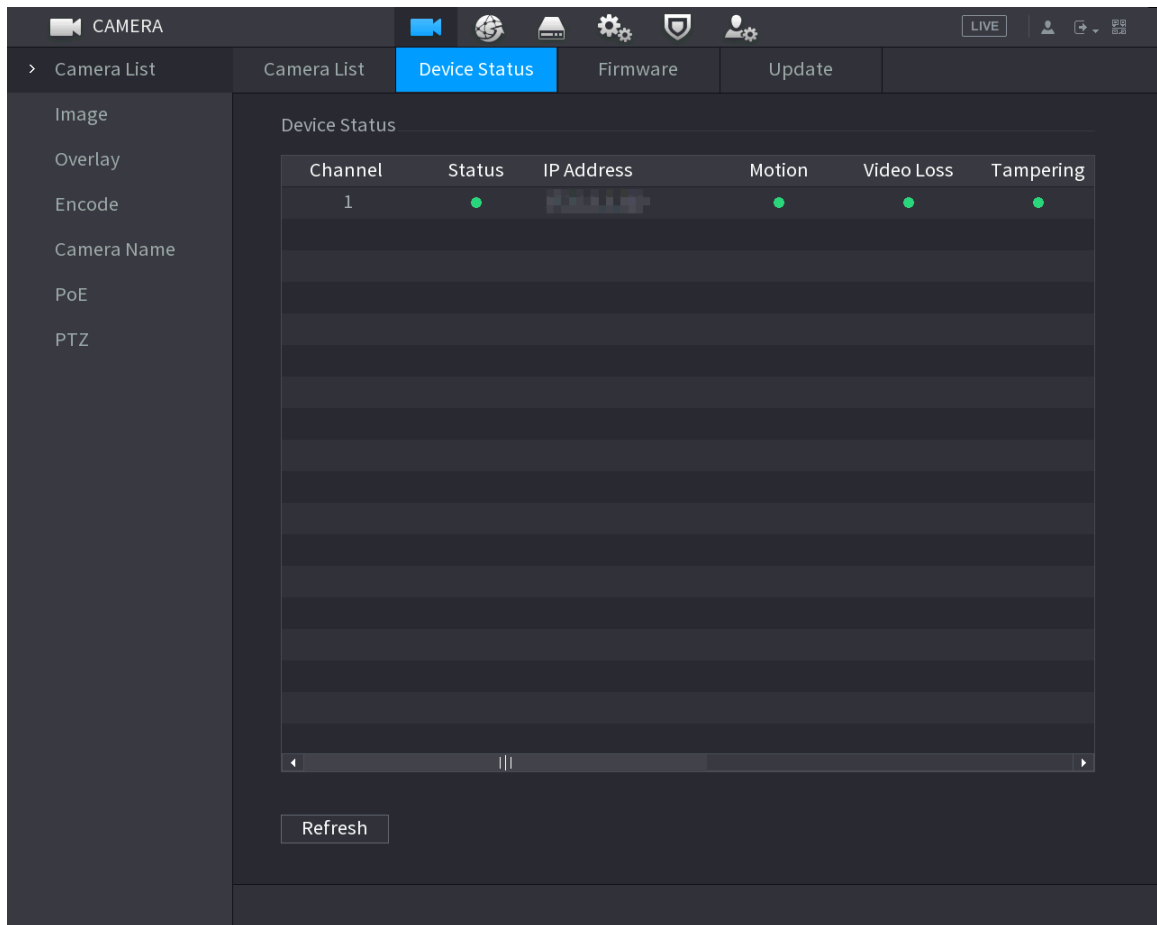 CAMERA LIVE
Camera List Camera List Device Status Firmware Update
Image
Device Status
Overlay
Channel Status IP Address Motion Video Loss Tampering
1
Encode
Camera Name
PoE
PTZ
Refresh